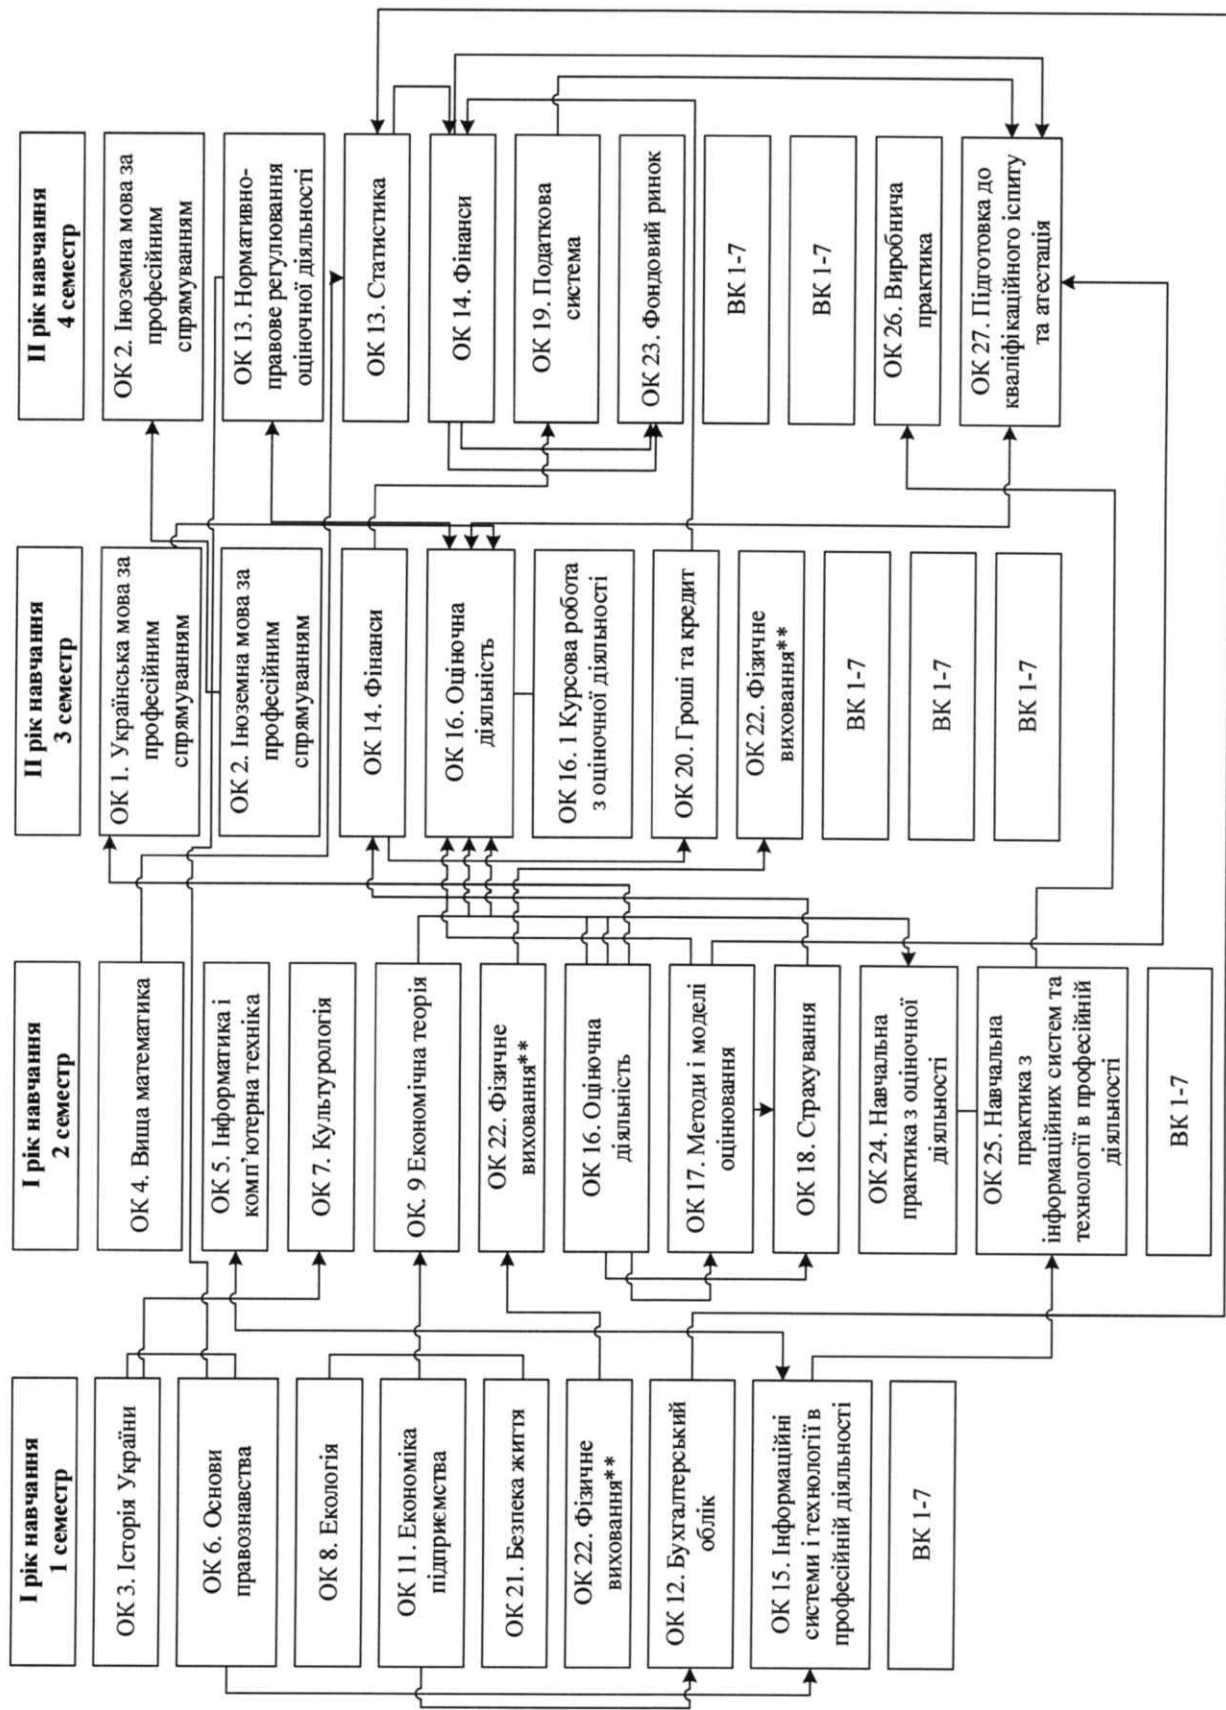 І рік навчання
1 семестр
ОК 3. Історія України
ОК 6. Основи
правознавства
ОК 8. Екологія
ОК 11. Економіка
підприємства
ОК 21. Безпека життя
ОК 22. Фізичне
виховання**
ОК 12. Бухгалтерський
облік
ОК 15. Інформаційні
системи і технології в
професійній діяльності
ВК 1-7
І рік навчання
2 семестр
ОК 4. Вища математика
ОК 5. Інформатика і
комп’ютерна техніка
ОК 7. Культурологія
ОК. 9 Економічна теорія
ОК 22. Фізичне
виховання**
ОК 16. Оціночна
діяльність
ОК 17. Методи і моделі
оцінювання
ОК 18. Страхування
ОК 24. Навчальна
практика з оціночної
діяльності
ОК 25. Навчальна
практика з
інформаційних систем та
технології в професійній
діяльності
ВК 1-7
ІІ рік навчання
3 семестр
ОК 1. Українська мова за
професійним
спрямуванням
ОК 2. Іноземна мова за
професійним
спрямуванням
ОК 14. Фінанси
ОК 16. Оціночна
діяльність
ОК 16. 1 Курсова робота
з оціночної діяльності
ОК 20. Гроші та кредит
ОК 22. Фізичне
виховання**
ВК 1-7
ВК 1-7
ВК 1-7
ІІ рік навчання
4 семестр
ОК 2. Іноземна мова за
професійним
спрямуванням
ОК 13. Нормативно-
правове регулювання
оціночної діяльності
ОК 13. Статистика
ОК 14. Фінанси
ОК 19. Податкова
система
ОК 23. Фондовий ринок
ВК 1-7
ВК 1-7
ОК 26. Виробнича
практика
ОК 27. Підготовка до
кваліфікаційного іспиту
та атестація